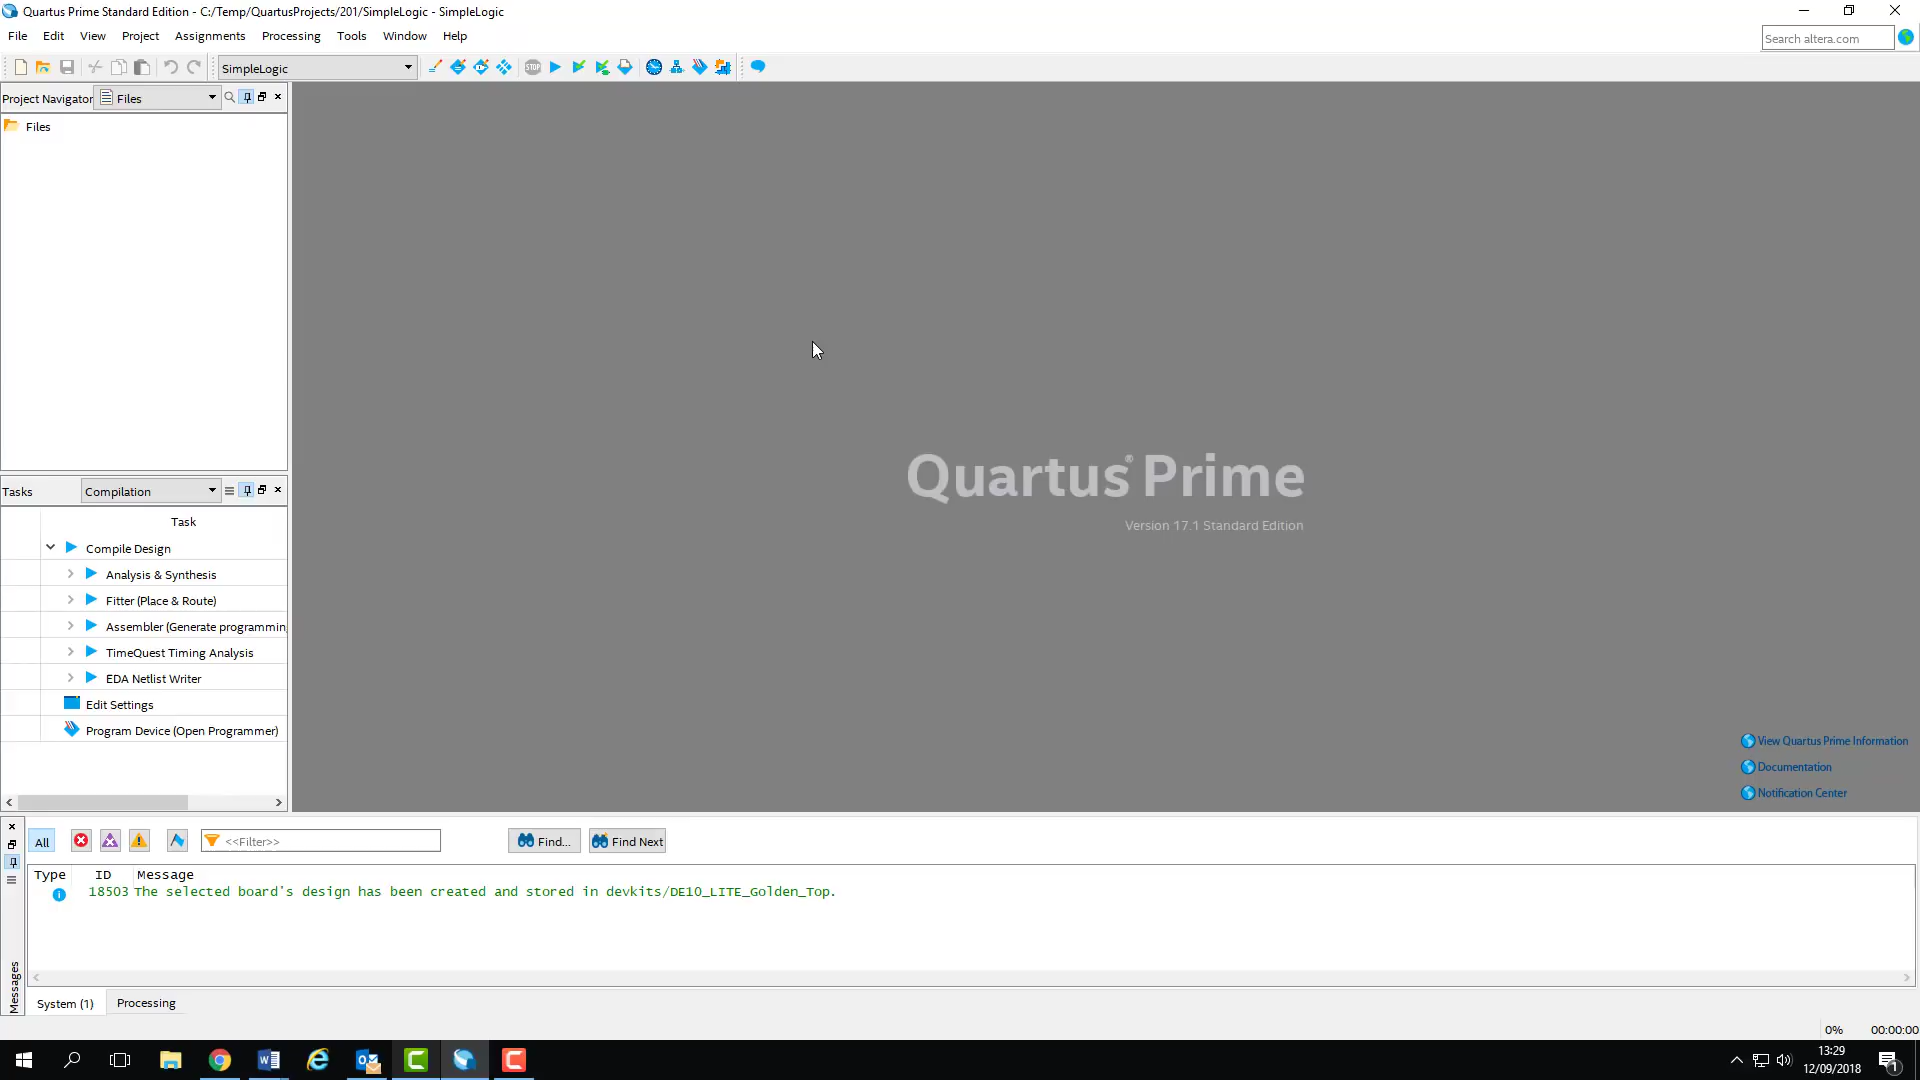 Quartus Prime Standard Edition - C:/Temp/QuartusProjects/201/SimpleLogic - SimpleLogic
File Edit View Project Assignments Processing Tools Window Help
Search altera.com
SimpleLogic
STOP
Project Navigator Files
Files
Quartus® Prime
Version 17.1 Standard Edition
Tasks Compilation
Task
Compile Design
Analysis & Synthesis
Fitter (Place & Route)
Assembler (Generate programmin
TimeQuest Timing Analysis
EDA Netlist Writer
Edit Settings
Program Device (Open Programmer)
View Quartus Prime Information
Documentation
Notification Center
All <<Filter>> Find... Find Next
Type ID Message
18503 The selected board's design has been created and stored in devkits/DE10_LITE_Golden_Top.
Messages
System (1) Processing
0% 00:00:00
13:29
12/09/2018
1